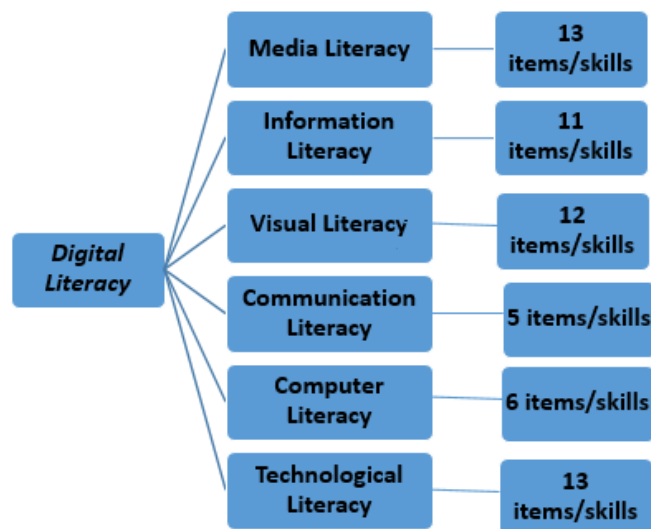 Media Literacy
13
items/skills
Information
Literacy
11
items/skills
Visual Literacy
12
items/skills
Digital
Literacy
Communication
Literacy
5 items/skills
Computer
Literacy
6 items/skills
Technological
Literacy
13
items/skills